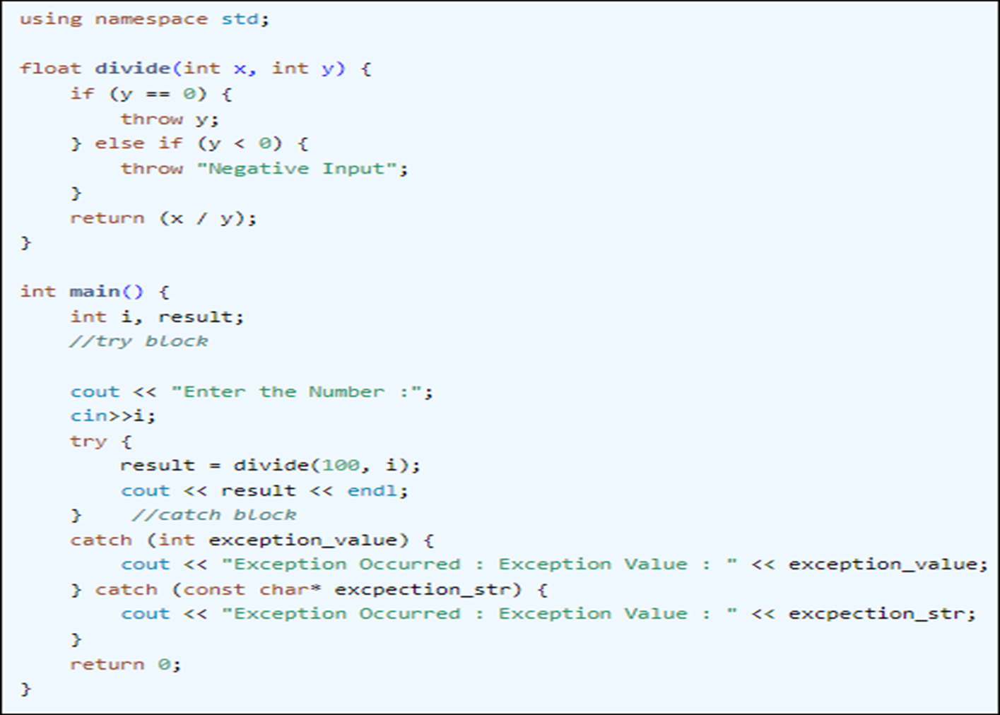 using namespace std;
float divide(int x, int y) {
if (y == 0) {
throw y;
} else if (y < 0) {
throw "Negative Input";
}
return (x / y);
}
int main() {
int i, result;
//try block
cout << "Enter the Number :";
cin>>i;
try {
result = divide(100, i);
cout << result << endl;
}    //catch block
catch (int exception_value) {
cout << "Exception Occurred : Exception Value : " << exception_value;
} catch (const char* excpection_str) {
cout << "Exception Occurred : Exception Value : " << excpection_str;
}
return 0;
}